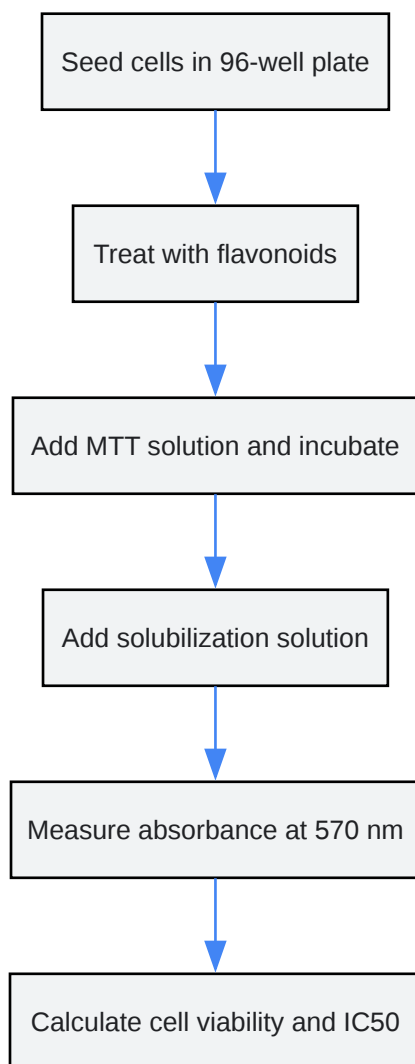 Seed cells in 96-well plate
Treat with flavonoids
Add MTT solution and incubate
Add solubilization solution
Measure absorbance at 570 nm
Calculate cell viability and IC50